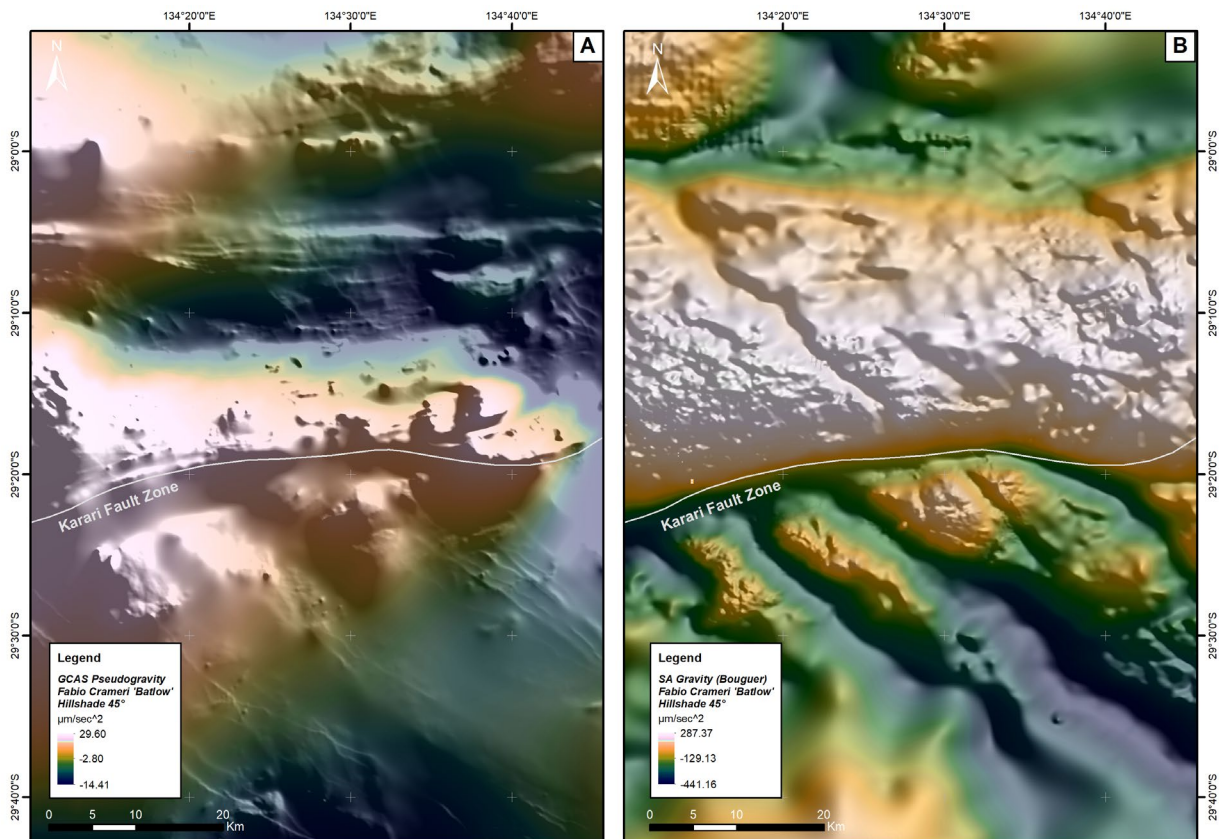 134°20'0"E 134°30'0"E 134°40'0"E
134°20'0"E 134°30'0"E 134°40'0"E
N
A
N
B
29°0'0"S
29°10'0"S
29°20'0"S
29°30'0"S
29°40'0"S
Karari Fault Zone
Legend
GCAS Pseudogravity
Fabio Crameri 'Batlow'
Hillshade 45°
µm/sec^2
29.60
-2.80
-14.41
0 5 10 20
Km
Karari Fault Zone
Legend
SA Gravity (Bouguer)
Fabio Crameri 'Batlow'
Hillshade 45°
µm/sec^2
287.37
-129.13
-441.16
0 5 10 20
Km
29°0'0"S
29°10'0"S
29°20'0"S
29°30'0"S
29°40'0"S